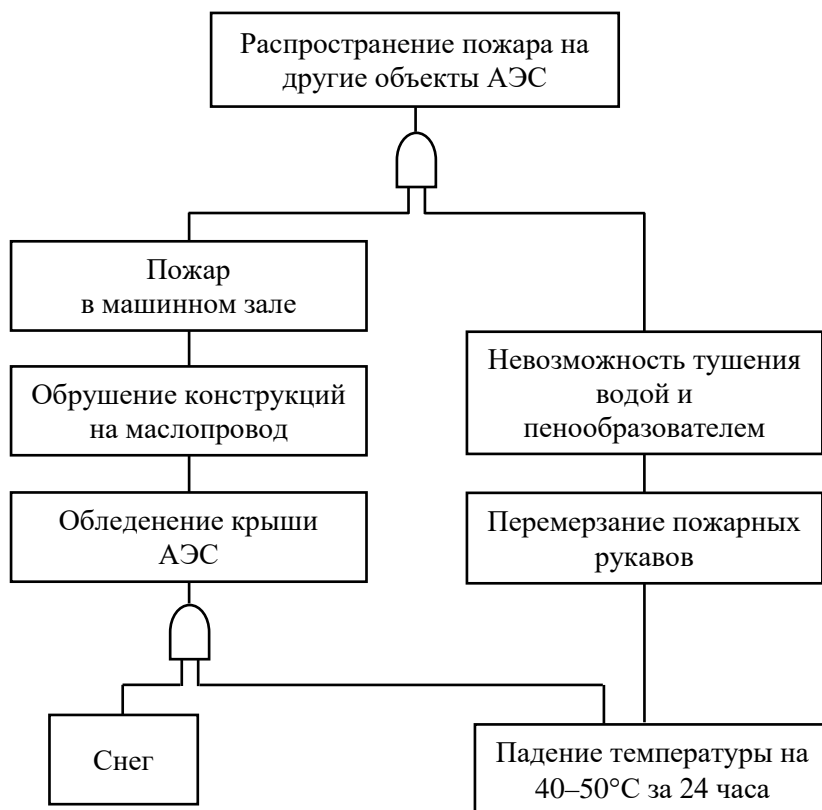 Распространение пожара на
другие объекты АЭС
Пожар
в машинном зале
Невозможность тушения
водой и
пенообразователем
Обрушение конструкций
на маслопровод
Обледенение крыши
АЭС
Перемерзание пожарных
рукавов
Снег
Падение температуры на
40–50°С за 24 часа